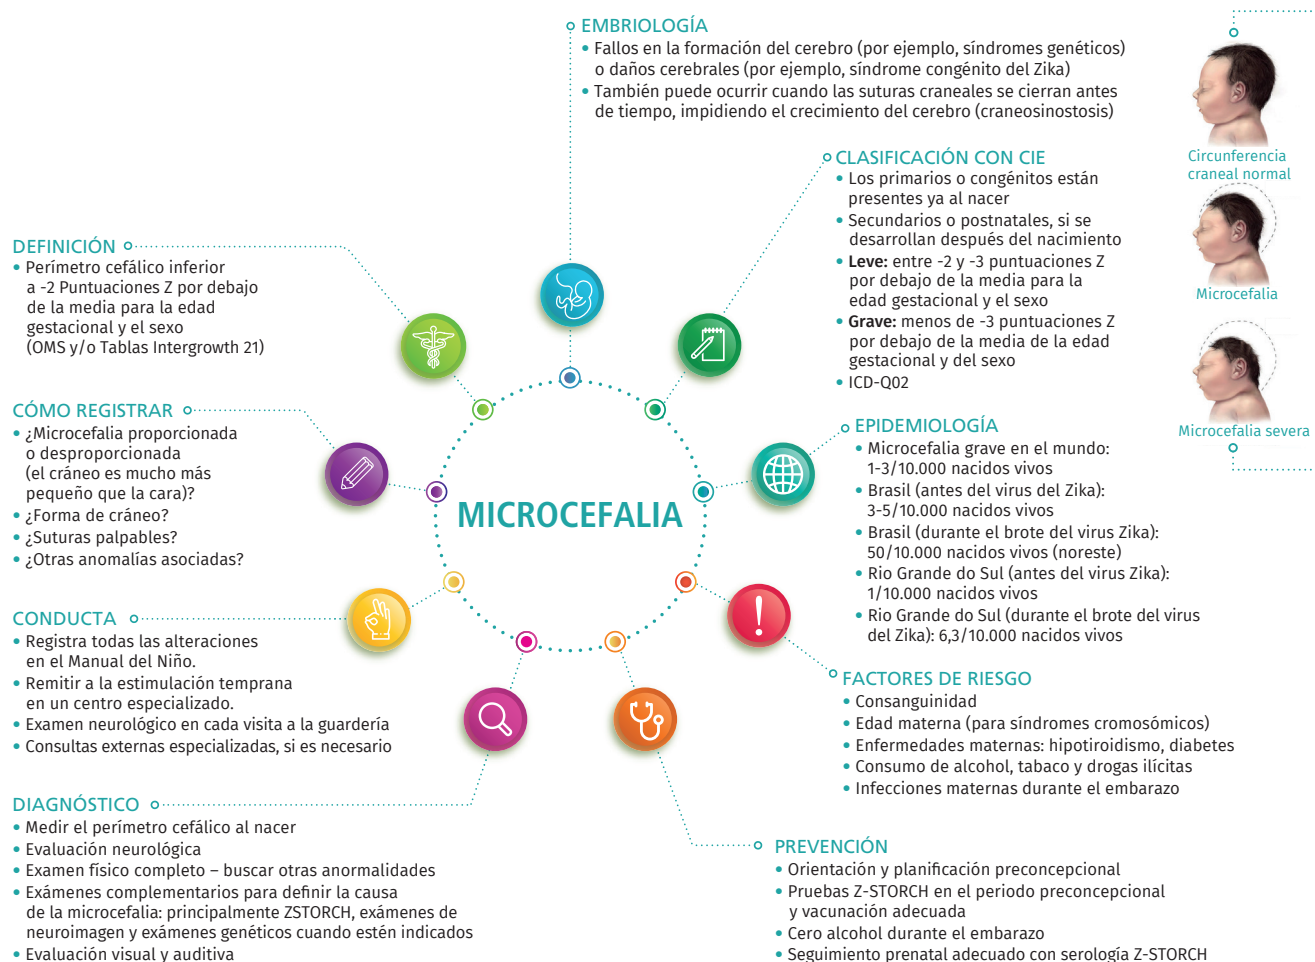 EMBRIOLOGÍA
• Fallos en la formación del cerebro (por ejemplo, síndromes genéticos)
o daños cerebrales (por ejemplo, síndrome congénito del Zika)
• También puede ocurrir cuando las suturas craneales se cierran antes
de tiempo, impidiendo el crecimiento del cerebro (craneosinostosis)
CLASIFICACIÓN CON CIE
• Los primarios o congénitos están
presentes ya al nacer
• Secundarios o postnatales, si se
desarrollan después del nacimiento
• Leve: entre -2 y -3 puntuaciones Z
por debajo de la media para la
edad gestacional y el sexo
• Grave: menos de -3 puntuaciones Z
por debajo de la media de la edad
gestacional y del sexo
• ICD-Q02
Circunferencia
craneal normal
Microcefalia
Microcefalia severa
DEFINICIÓN
• Perímetro cefálico inferior
a -2 Puntuaciones Z por debajo
de la media para la edad
gestacional y el sexo
(OMS y/o Tablas Intergrowth 21)
CÓMO REGISTRAR
• ¿Microcefalia proporcionada
o desproporcionada
(el cráneo es mucho más
pequeño que la cara)?
• ¿Forma de cráneo?
• ¿Suturas palpables?
• ¿Otras anomalías asociadas?
MICROCEFALIA
EPIDEMIOLOGÍA
• Microcefalia grave en el mundo:
1-3/10.000 nacidos vivos
• Brasil (antes del virus del Zika):
3-5/10.000 nacidos vivos
• Brasil (durante el brote del virus Zika):
50/10.000 nacidos vivos (noreste)
• Rio Grande do Sul (antes del virus Zika):
1/10.000 nacidos vivos
• Rio Grande do Sul (durante el brote del virus
del Zika): 6,3/10.000 nacidos vivos
CONDUCTA
• Registra todas las alteraciones
en el Manual del Niño.
• Remitir a la estimulación temprana
en un centro especializado.
• Examen neurológico en cada visita a la guardería
• Consultas externas especializadas, si es necesario
FACTORES DE RIESGO
• Consanguinidad
• Edad materna (para síndromes cromosómicos)
• Enfermedades maternas: hipotiroidismo, diabetes
• Consumo de alcohol, tabaco y drogas ilícitas
• Infecciones maternas durante el embarazo
DIAGNÓSTICO
• Medir el perímetro cefálico al nacer
• Evaluación neurológica
• Examen físico completo – buscar otras anormalidades
• Exámenes complementarios para definir la causa
de la microcefalia: principalmente ZSTORCH, exámenes de
neuroimagen y exámenes genéticos cuando estén indicados
• Evaluación visual y auditiva
PREVENCIÓN
• Orientación y planificación preconcepcional
• Pruebas Z-STORCH en el periodo preconcepcional
y vacunación adecuada
• Cero alcohol durante el embarazo
• Seguimiento prenatal adecuado con serología Z-STORCH